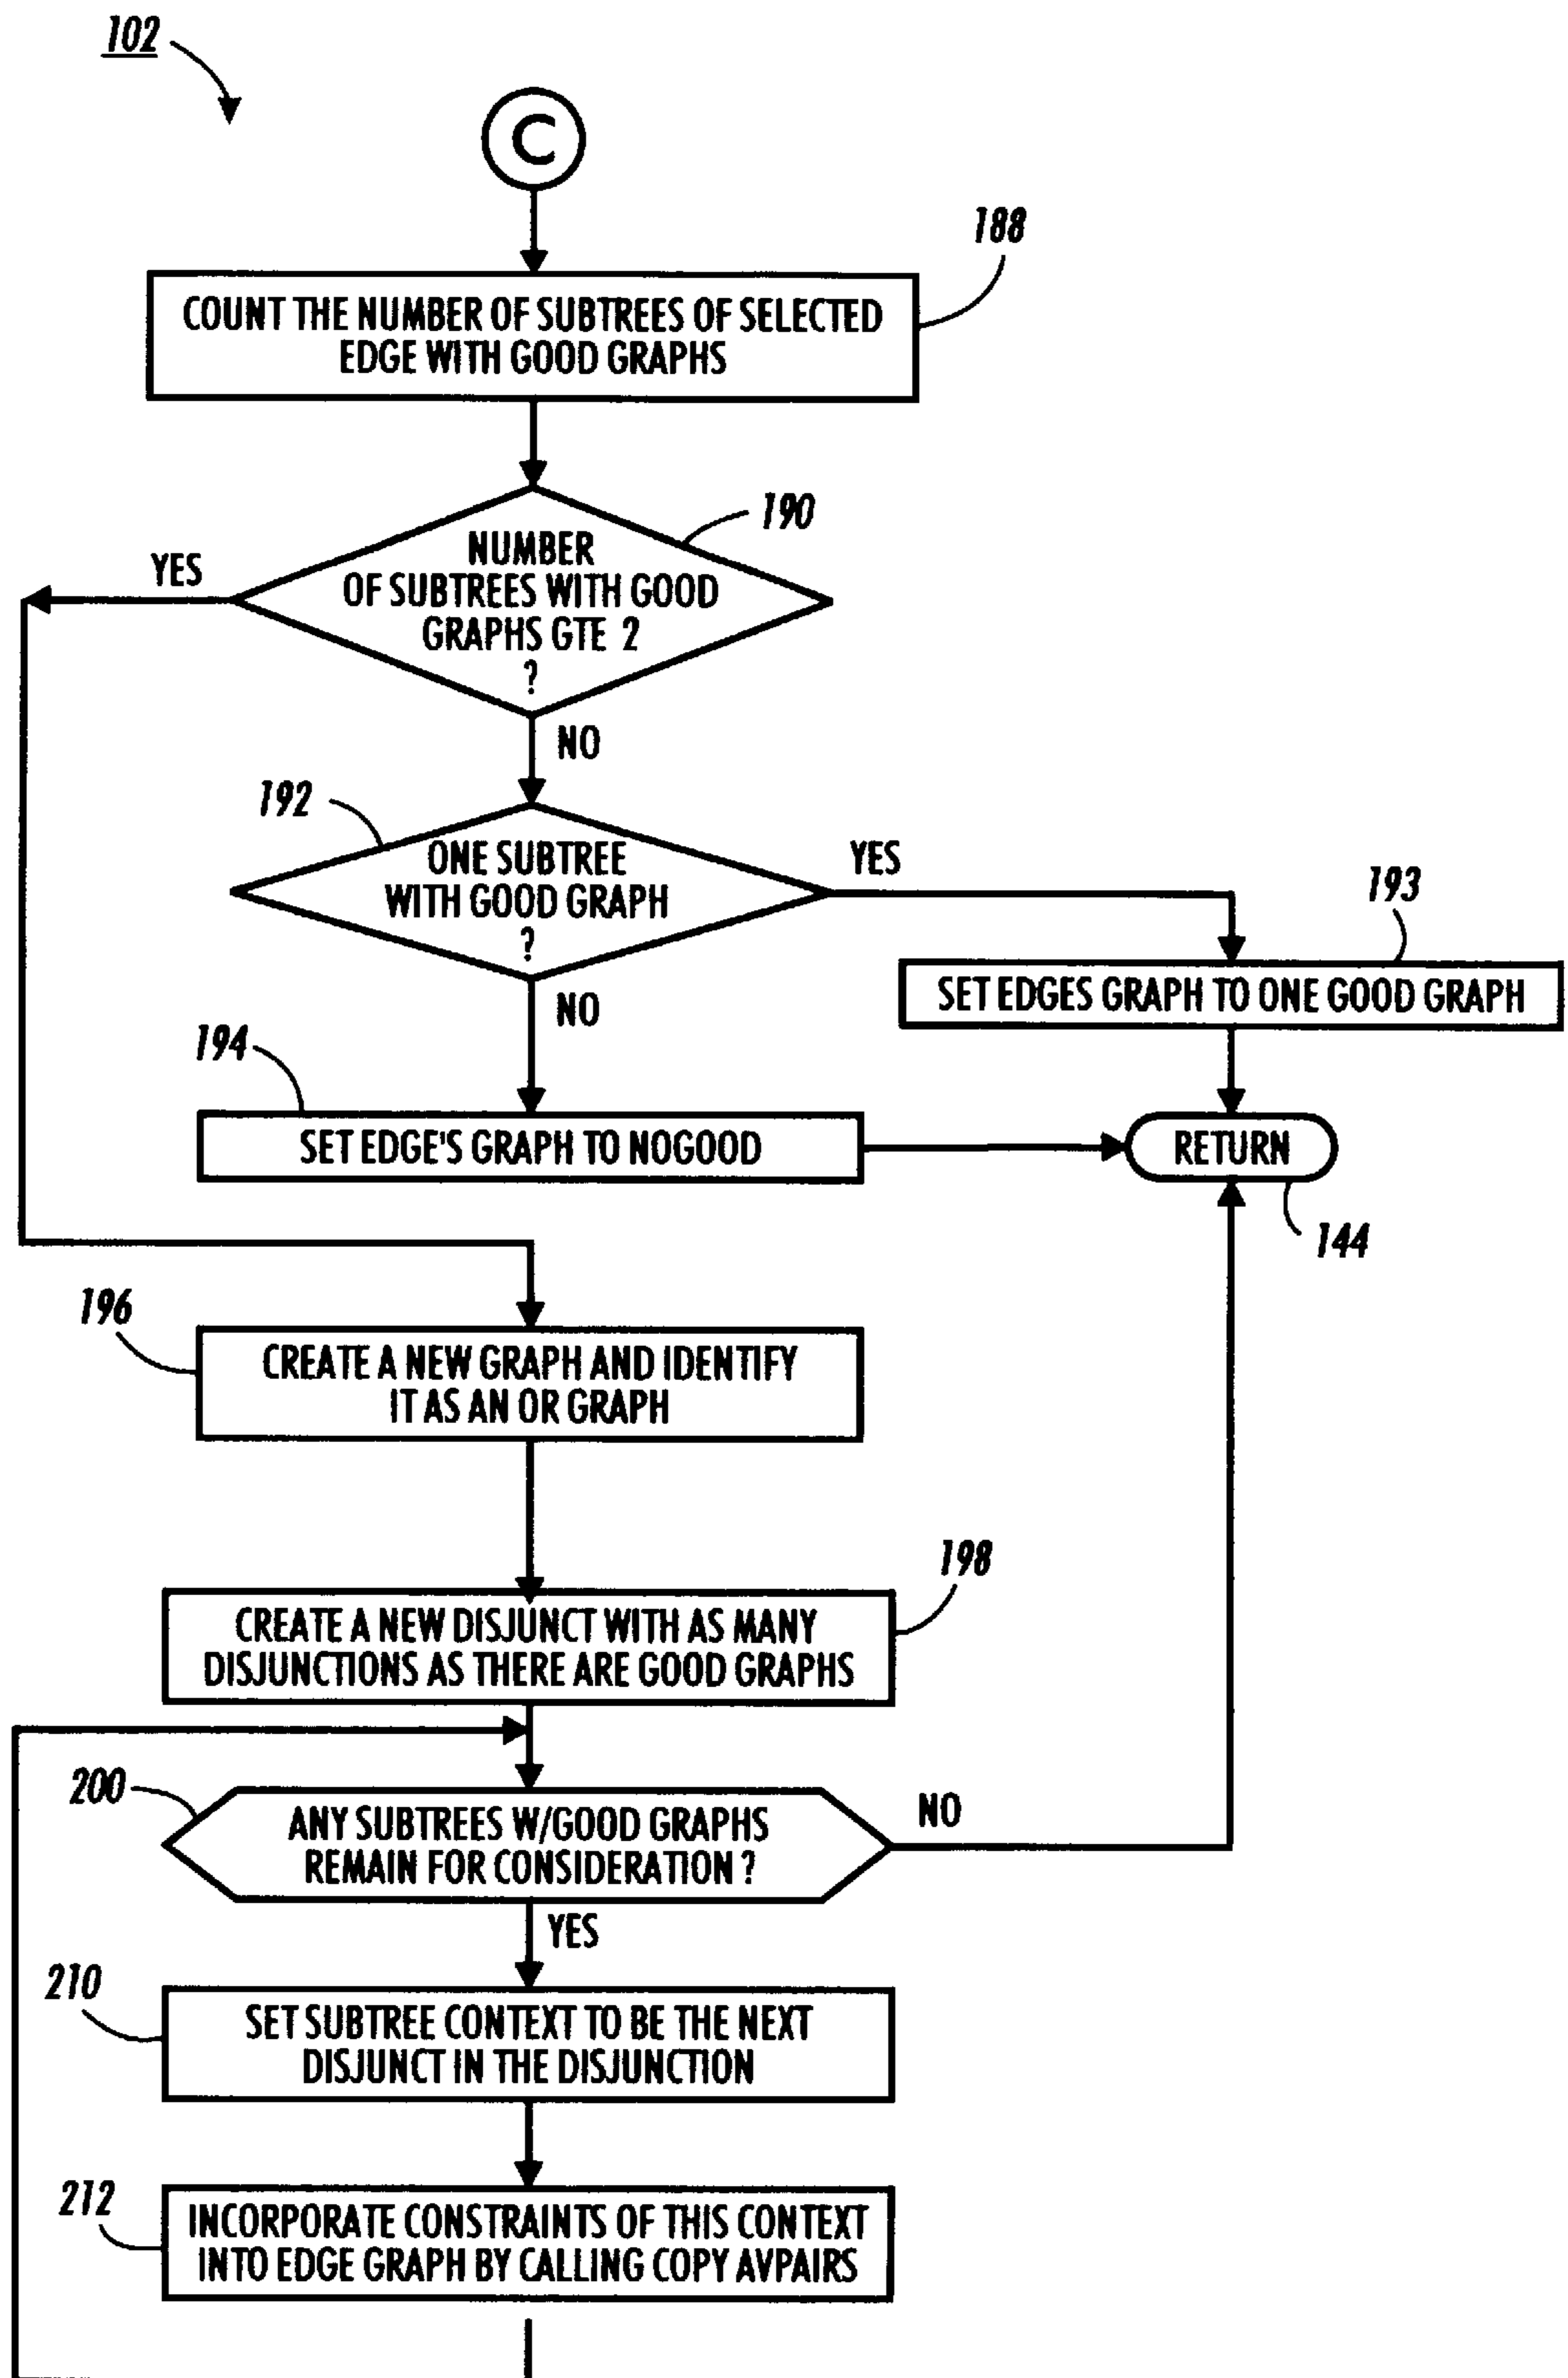 102
C
188
COUNT THE NUMBER OF SUBTREES OF SELECTED
EDGE WITH GOOD GRAPHS
190
YES
NUMBER
OF SUBTREES WITH GOOD
GRAPHS GTE 2
?
NO
192
ONE SUBTREE
WITH GOOD GRAPH
?
YES
193
SET EDGES GRAPH TO ONE GOOD GRAPH
NO
194
SET EDGE'S GRAPH TO NOGOOD
RETURN
144
196
CREATE A NEW GRAPH AND IDENTIFY
IT AS AN OR GRAPH
198
CREATE A NEW DISJUNCT WITH AS MANY
DISJUNCTIONS AS THERE ARE GOOD GRAPHS
200
ANY SUBTREES W/GOOD GRAPHS
REMAIN FOR CONSIDERATION ?
NO
YES
210
SET SUBTREE CONTEXT TO BE THE NEXT
DISJUNCT IN THE DISJUNCTION
212
INCORPORATE CONSTRAINTS OF THIS CONTEXT
INTO EDGE GRAPH BY CALLING COPY AVPAIRS